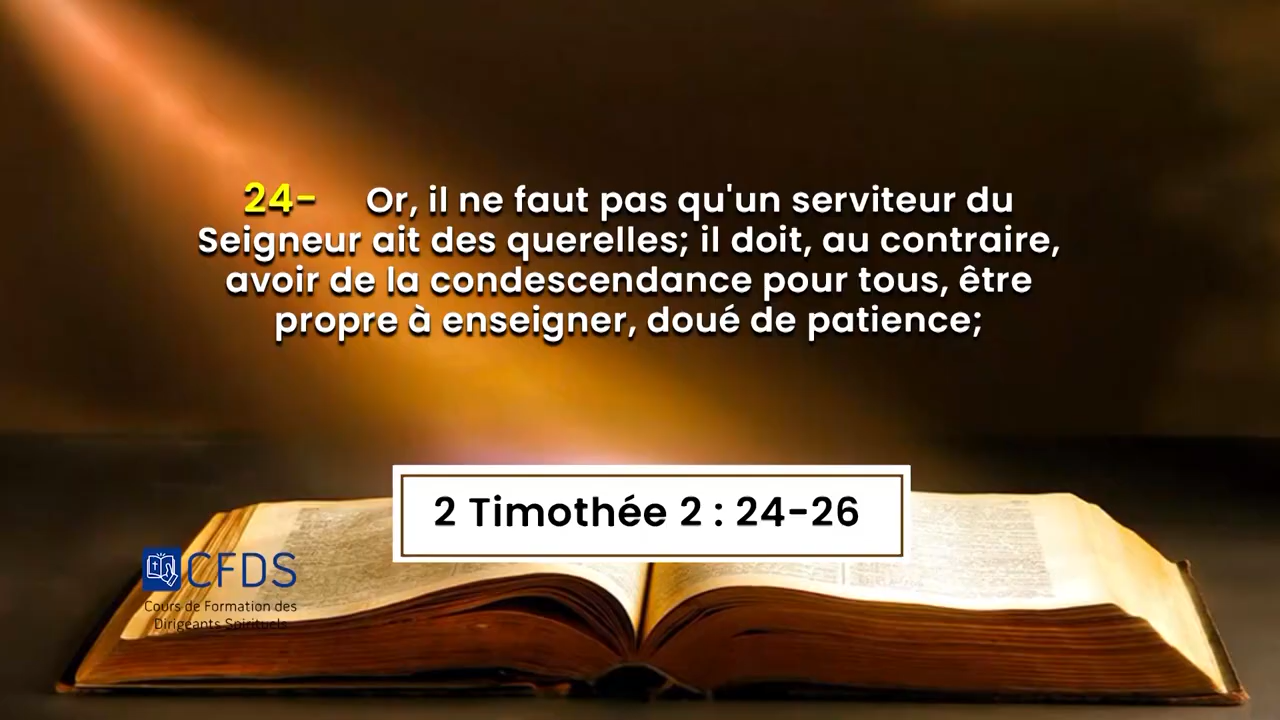 24- Or, il ne faut pas qu'un serviteur du
Seigneur ait des querelles; il doit, au contraire,
avoir de la condescendance pour tous, être
propre à enseigner, doué de patience;
2 Timothée 2 : 24-26
CFDS
Cours de Formation des
Dirigeants Spirituels